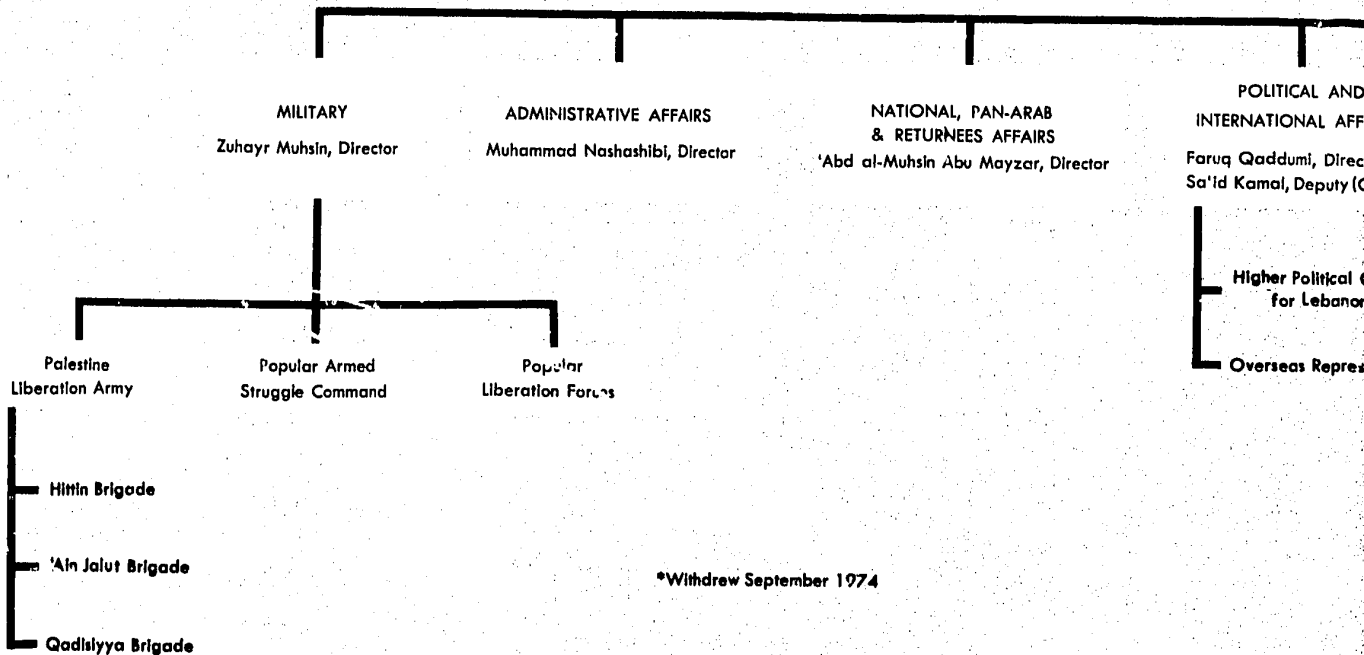 MILITARY
Zuhayr Muhsin, Director
ADMINISTRATIVE AFFAIRS
Muhammad Nashashibi, Director
NATIONAL, PAN-ARAB
& RETURNEES AFFAIRS
'Abd al-Muhsin Abu Mayzar, Director
POLITICAL AND
INTERNATIONAL AFF
Faruq Qaddumi, Direc
Sa'id Kamal, Deputy (
Higher Political
for Lebanon
Overseas Repres
Palestine
Liberation Army
Popular Armed
Struggle Command
Popular
Liberation Forces
Hittin Brigade
'Ain Jalut Brigade
Qadisiyya Brigade
*Withdrew September 1974